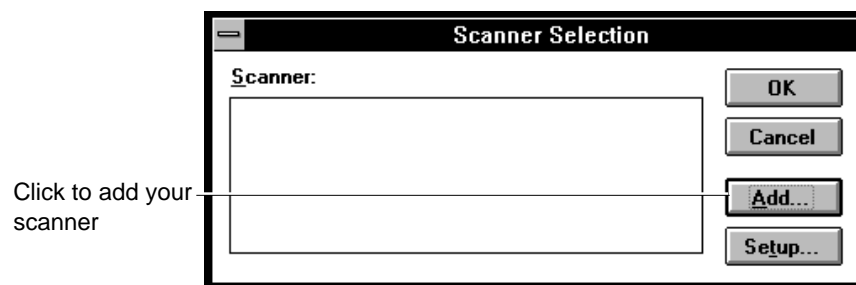 Scanner Selection
Scanner:
OK
Cancel
Click to add your
scanner
Add...
Setup...